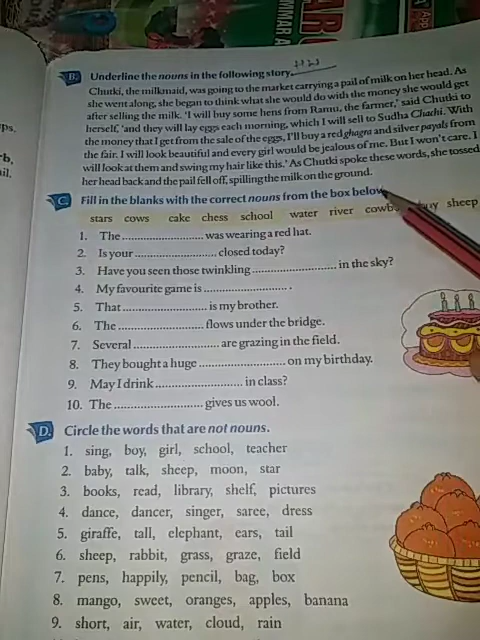 H.W
B. Underline the nouns in the following story.
Chutki, the milkmaid, was going to the market carrying a pail of milk on her head. As
she went along, she began to think what she would do with the money she would get
after selling the milk. 'I will buy some hens from Ramu, the farmer,' said Chutki to
herself, 'and they will lay eggs each morning, which I will sell to Sudha Chachi. With
the money that I get from the sale of the eggs, I'll buy a red ghagra and silver payals from
the fair. I will look beautiful and every girl would be jealous of me. But I won't care. I
will look at them and swing my hair like this.' As Chutki spoke these words, she tossed
her head back and the pail fell off, spilling the milk on the ground.
C. Fill in the blanks with the correct nouns from the box below.
stars cows cake chess school water river sheep
1. The ........................... was wearing a red hat.
2. Is your ........................... closed today?
3. Have you seen those twinkling ........................... in the sky?
4. My favourite game is ........................... .
5. That ........................... is my brother.
6. The ........................... flows under the bridge.
7. Several ........................... are grazing in the field.
8. They bought a huge ........................... on my birthday.
9. May I drink ........................... in class?
10. The ........................... gives us wool.
D. Circle the words that are not nouns.
1. sing, boy, girl, school, teacher
2. baby, talk, sheep, moon, star
3. books, read, library, shelf, pictures
4. dance, dancer, singer, saree, dress
5. giraffe, tall, elephant, ears, tail
6. sheep, rabbit, grass, graze, field
7. pens, happily, pencil, bag, box
8. mango, sweet, oranges, apples, banana
9. short, air, water, cloud, rain